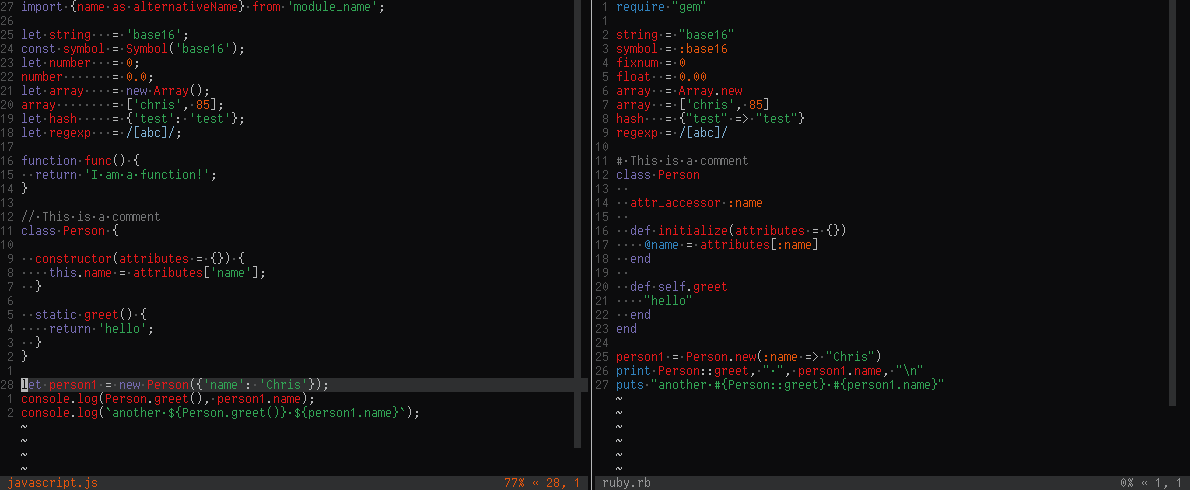 27 import·{name·as·alternativeName}·from·'module_name';
26
25 let·string···=·'base16';
24 const·symbol·=·Symbol('base16');
23 let·number···=·0;
22 number·······=·0.0;
21 let·array····=·new·Array();
20 array········=·['chris',·85];
19 let·hash·····=·{'test':·'test'};
18 let·regexp···=·/[abc]/;
17
16 function·func()·{
15 ··return·'I·am·a·function!';
14 }
13
12 //·This·is·a·comment
11 class·Person·{
10
9 ··constructor(attributes·=·{})·{
8 ····this.name·=·attributes['name'];
7 ··}
6
5 ··static·greet()·{
4 ····return·'hello';
3 ··}
2 }
1
28 let·person1·=·new·Person({'name':·'Chris'});
1 console.log(Person.greet(),·person1.name);
2 console.log(`another·${Person.greet()}·${person1.name}`);
~
~
~
~
javascript.js 77% « 28, 1
1 require·"gem"
1
2 string·=·"base16"
3 symbol·=·:base16
4 fixnum·=·0
5 float··=·0.00
6 array··=·Array.new
7 array··=·['chris',·85]
8 hash···=·{"test"·=>·"test"}
9 regexp·=·/[abc]/
10
11 #·This·is·a·comment
12 class·Person
13 ··
14 ··attr_accessor·:name
15 ··
16 ··def·initialize(attributes·=·{})
17 ····@name·=·attributes[:name]
18 ··end
19 ··
20 ··def·self.greet
21 ····"hello"
22 ··end
23 end
24
25 person1·=·Person.new(:name·=>·"Chris")
26 print·Person::greet,·"·",·person1.name,·"\n"
27 puts·"another·#{Person::greet}·#{person1.name}"
~
~
~
~
~
~
ruby.rb 0% « 1, 1